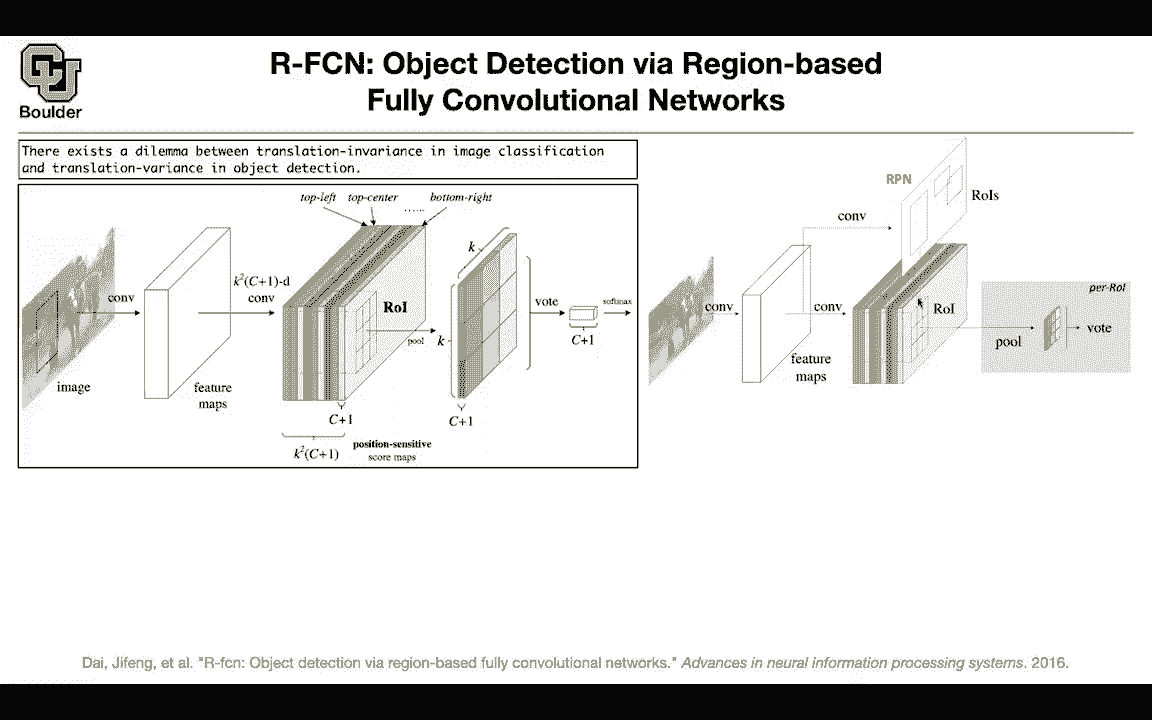 Boulder
R-FCN: Object Detection via Region-based
Fully Convolutional Networks
There exists a dilemma between translation-invariance in image classification
and translation-variance in object detection.
top-left top-center ...... bottom-right
image
conv
feature
maps
k²(C+1)-d
conv
RoI
pool
k
k
C+1
k²(C+1)
position-sensitive
score maps
C+1
vote
C+1
softmax
conv
feature
maps
conv
conv
RPN
RoIs
RoI
pool
per-RoI
vote
Dai, Jifeng, et al. "R-fcn: Object detection via region-based fully convolutional networks." Advances in neural information processing systems. 2016.